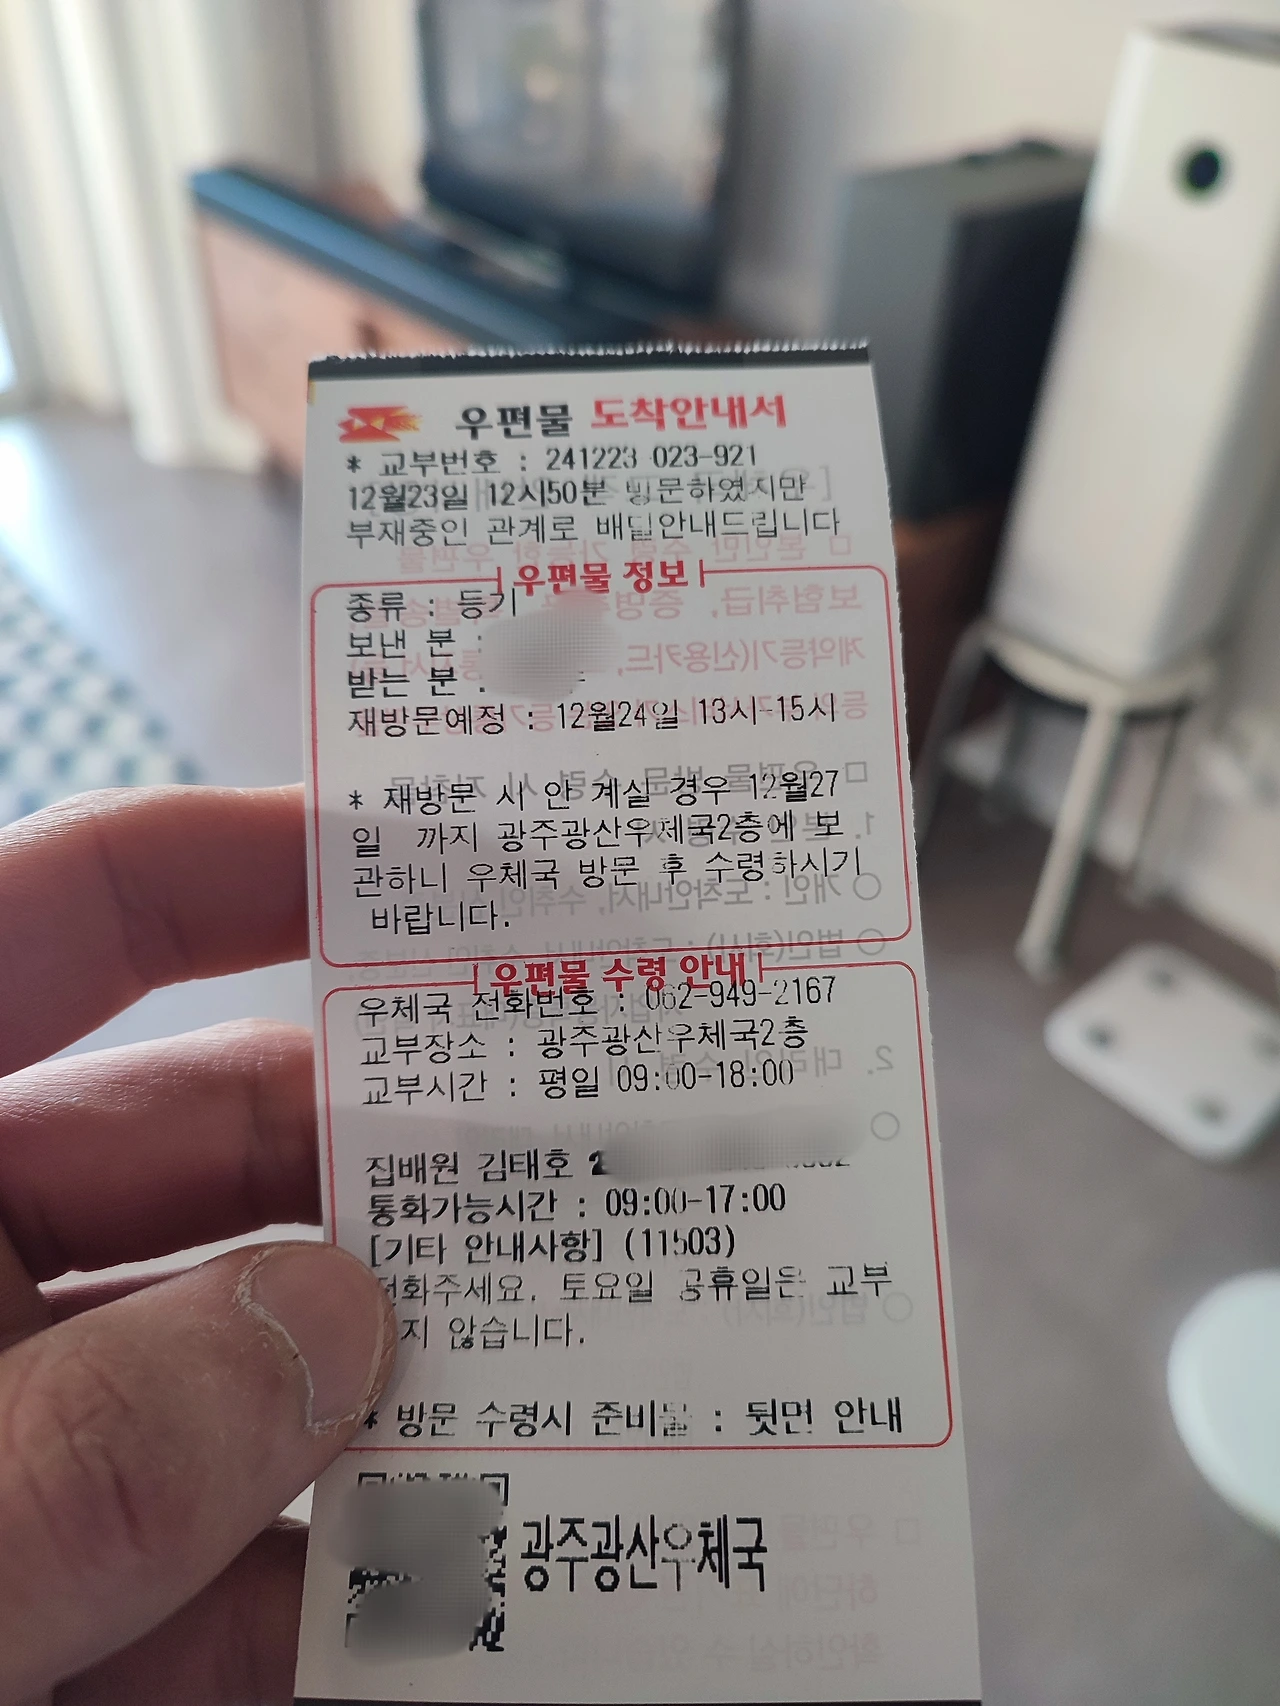 우편물 도착안내서
* 교부번호 : 241223 023-921
12월23일 12시50분 방문하였지만
부재중인 관계로 배달안내드립니다
우편물 정보
종류 : 등기
보낸 분 :
받는 분 :
재방문예정 : 12월24일 13시-15시
* 재방문 시 안 계실 경우 12월27
일 까지 광주광산우체국2층에 보
관하니 우체국 방문 후 수령하시기
바랍니다.
우편물 수령 안내
우체국 전화번호 : 062-949-2167
교부장소 : 광주광산우체국2층
교부시간 : 평일 09:00-18:00
집배원 김태호
통화가능시간 : 09:00-17:00
[기타 안내사항] (11503)
전화주세요. 토요일 공휴일은 교부
지 않습니다.
* 방문 수령시 준비물 : 뒷면 안내
광주광산우체국